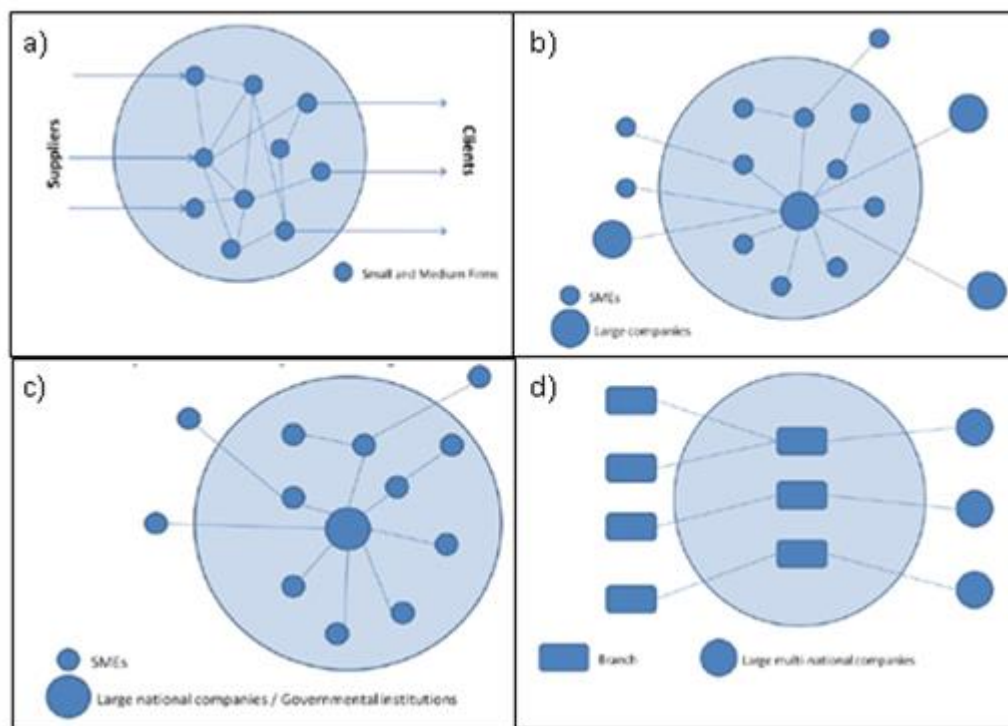 a)
Suppliers
Clients
Small and Medium Firms
b)
SMEs
Large companies
c)
SMEs
Large national companies / Governmental institutions
d)
Branch
Large multi-national companies